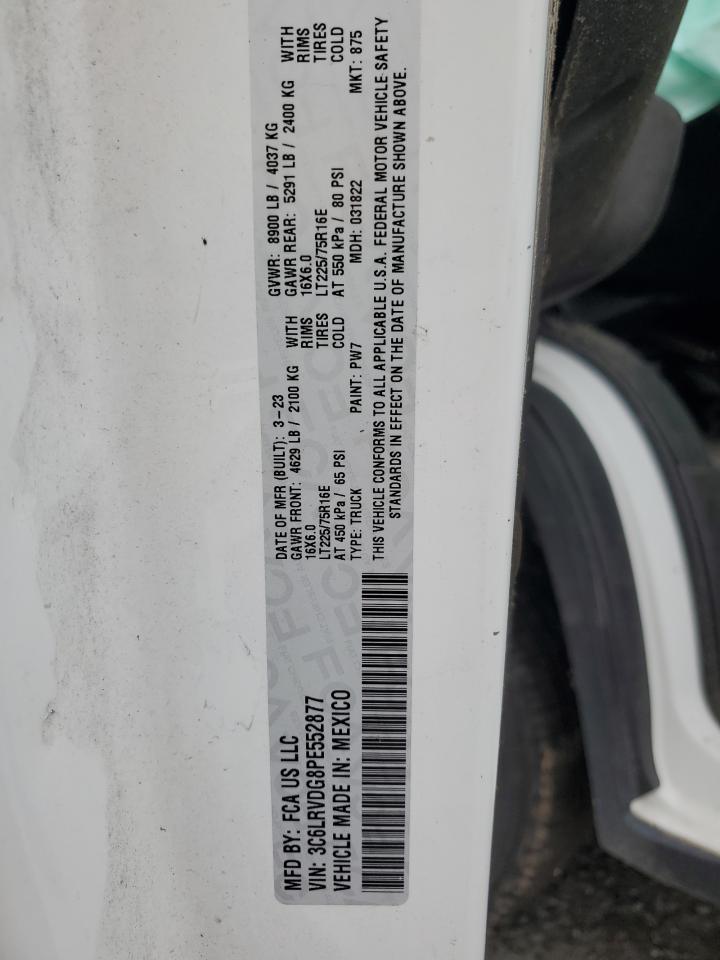 MFD BY: FCA US LLC
VIN: 3C6LRVDG8PE552877
VEHICLE MADE IN: MEXICO
DATE OF MFR (BUILT): 3-23 GVWR: 8900 LB / 4037 KG
GAWR FRONT: 4629 LB / 2100 KG WITH GAWR REAR: 5291 LB / 2400 KG WITH
16X6.0 RIMS 16X6.0 RIMS
LT225/75R16E TIRES LT225/75R16E TIRES
AT 450 kPa / 65 PSI COLD AT 550 kPa / 80 PSI COLD
TYPE: TRUCK PAINT: PW7 MDH: 031822 MKT: 875
THIS VEHICLE CONFORMS TO ALL APPLICABLE U.S.A. FEDERAL MOTOR VEHICLE SAFETY
STANDARDS IN EFFECT ON THE DATE OF MANUFACTURE SHOWN ABOVE.